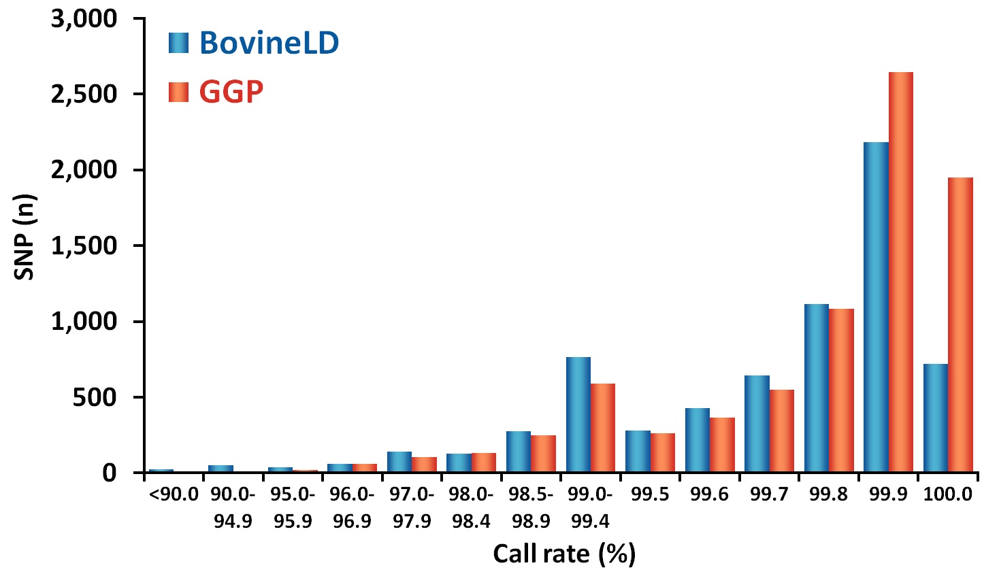 3,000
2,500
2,000
1,500
1,000
500
0
SNP (n)
BovineLD
GGP
<90.0 90.0- 95.0- 96.0- 97.0- 98.0- 98.5- 99.0- 99.5 99.6 99.7 99.8 99.9 100.0
94.9 95.9 96.9 97.9 98.4 98.9 99.4
Call rate (%)